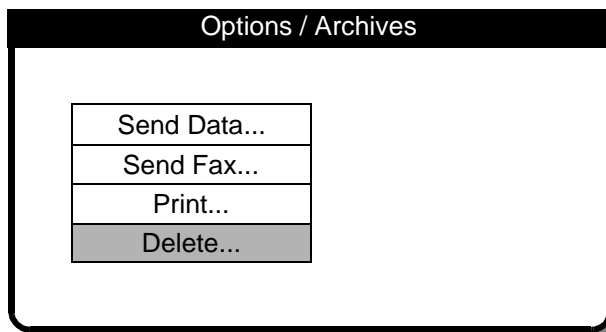 Options / Archives
Send Data...
Send Fax...
Print...
Delete...